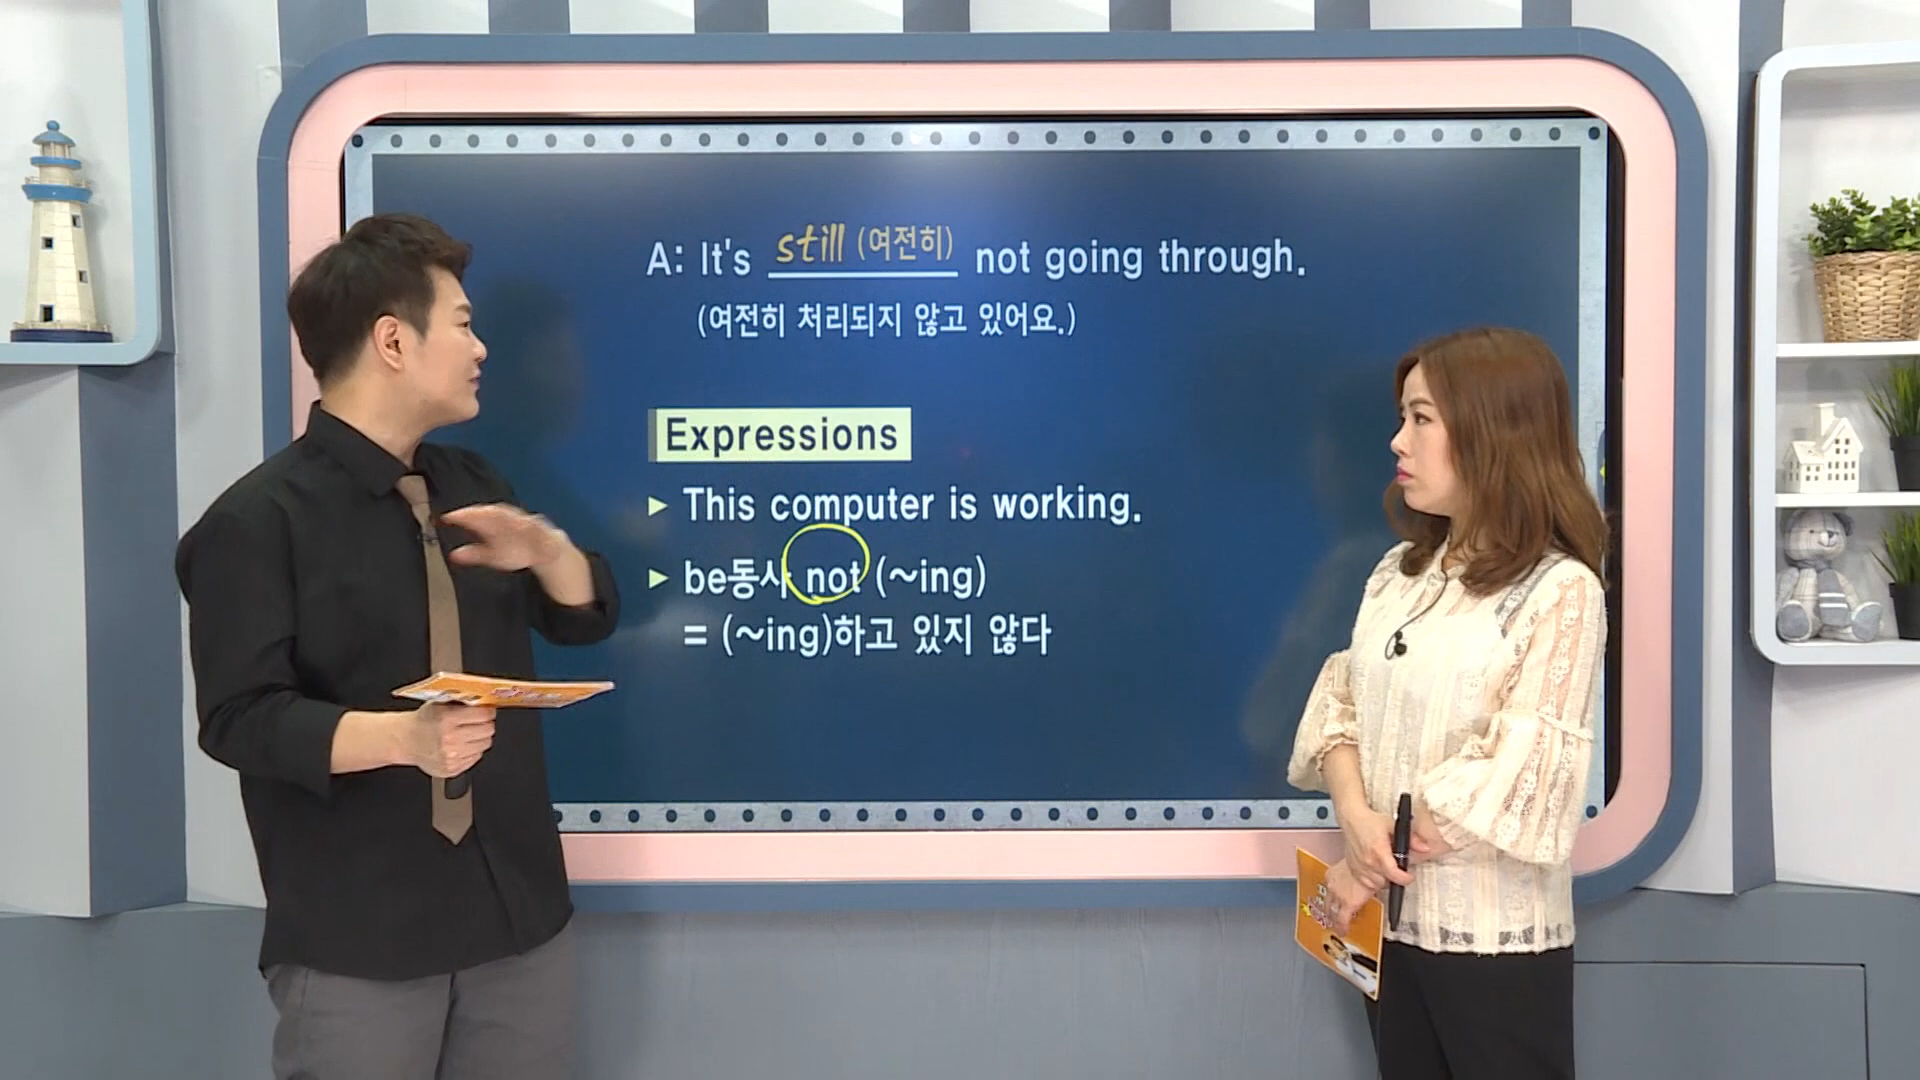 A: It's still (여전히) not going through.
(여전히 처리되지 않고 있어요.)
Expressions
▸ This computer is working.
▸ be동사 not (~ing)
= (~ing)하고 있지 않다